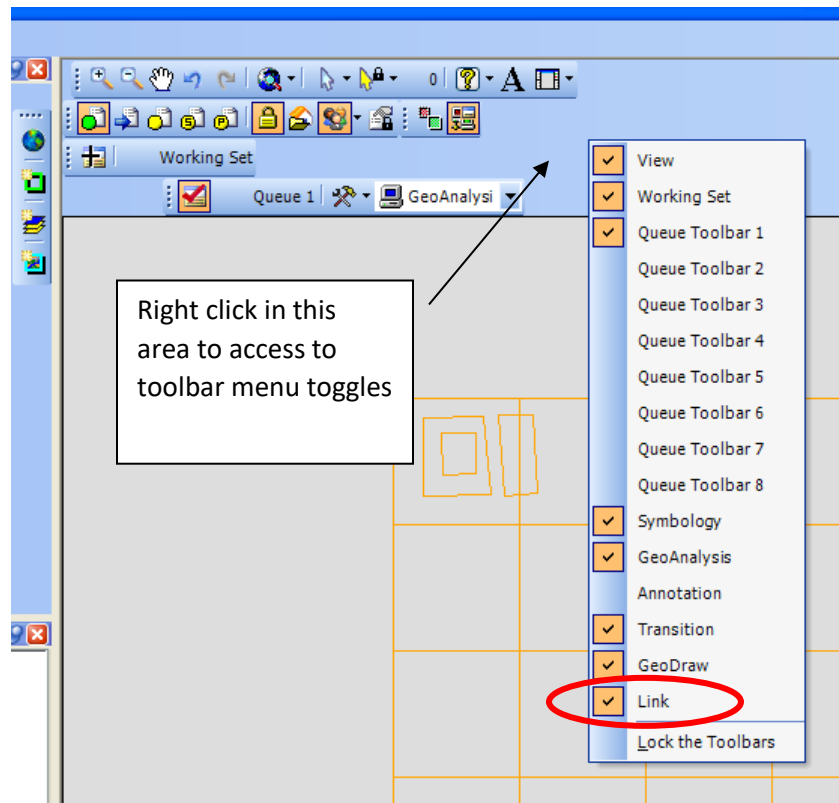 0 A
S P
Working Set
Queue 1 GeoAnalysi
Right click in this
area to access to
toolbar menu toggles
View
Working Set
Queue Toolbar 1
Queue Toolbar 2
Queue Toolbar 3
Queue Toolbar 4
Queue Toolbar 5
Queue Toolbar 6
Queue Toolbar 7
Queue Toolbar 8
Symbology
GeoAnalysis
Annotation
Transition
GeoDraw
Link
Lock the Toolbars